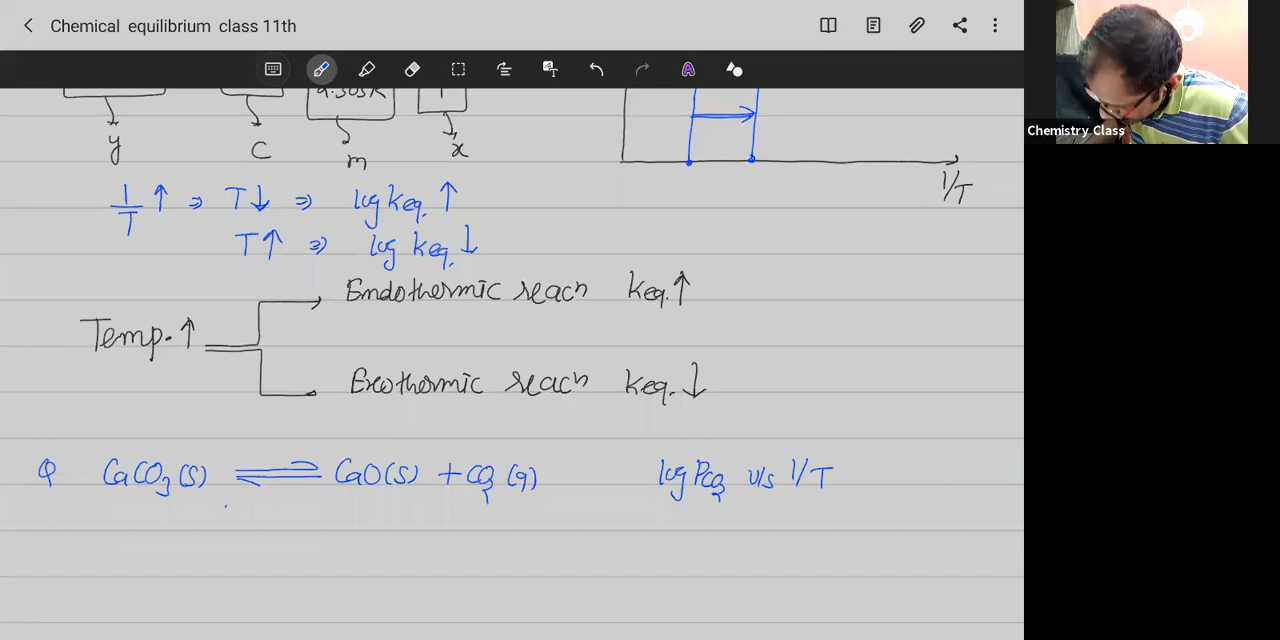 Chemical equilibrium class 11th
Chemistry Class
y C m x
1/T
1/T ↑ ⇒ T↓ ⇒ log Keq. ↑
T↑ ⇒ log Keq. ↓
Endothermic reacn Keq. ↑
Temp. ↑
Exothermic reacn Keq. ↓
Q CaCO3(s) ⇌ CaO(s) + CO2(g) log PCO2 v/s 1/T